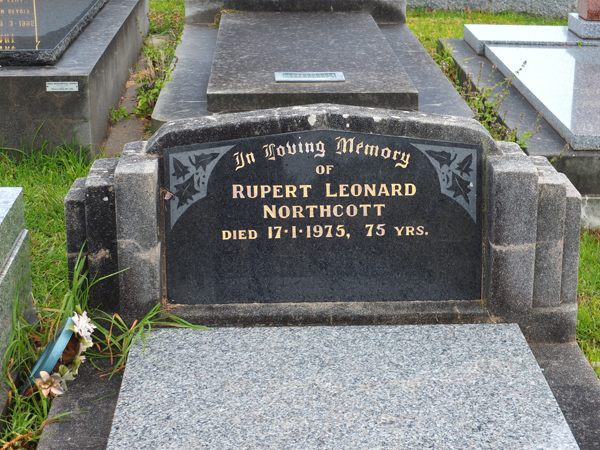 In Loving Memory
OF
RUPERT LEONARD
NORTHCOTT
DIED 17·1·1975, 75 YRS.